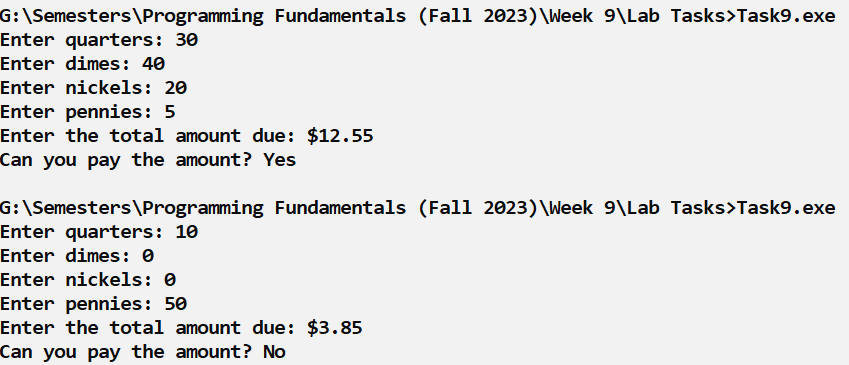 G:\Semesters\Programming Fundamentals (Fall 2023)\Week 9\Lab Tasks>Task9.exe
Enter quarters: 30
Enter dimes: 40
Enter nickels: 20
Enter pennies: 5
Enter the total amount due: $12.55
Can you pay the amount? Yes
G:\Semesters\Programming Fundamentals (Fall 2023)\Week 9\Lab Tasks>Task9.exe
Enter quarters: 10
Enter dimes: 0
Enter nickels: 0
Enter pennies: 50
Enter the total amount due: $3.85
Can you pay the amount? No